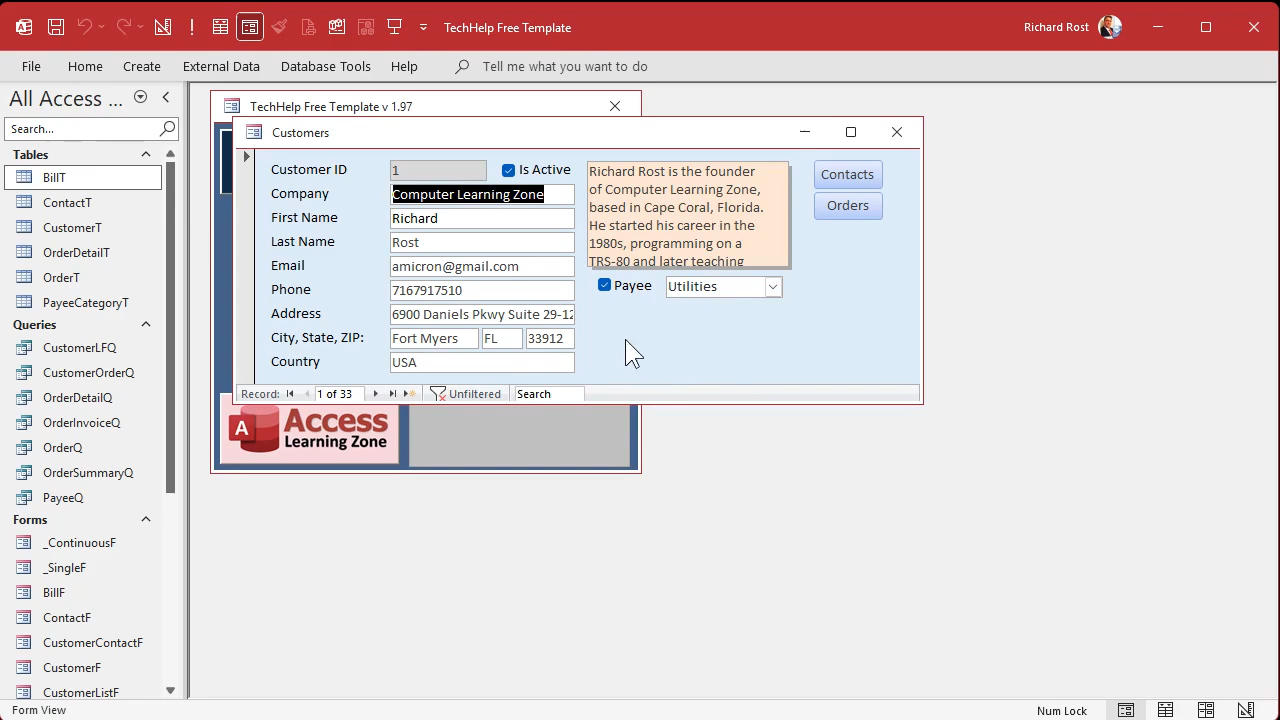 TechHelp Free Template
Richard Rost
File Home Create External Data Database Tools Help Tell me what you want to do
All Access ...
Search...
Tables
BillT
ContactT
CustomerT
OrderDetailT
OrderT
PayeeCategoryT
Queries
CustomerLFQ
CustomerOrderQ
OrderDetailQ
OrderInvoiceQ
OrderQ
OrderSummaryQ
PayeeQ
Forms
_ContinuousF
_SingleF
BillF
ContactF
CustomerContactF
CustomerF
CustomerListF
TechHelp Free Template v 1.97
Customers
Customer ID 1 Is Active
Company Computer Learning Zone
First Name Richard
Last Name Rost
Email amicron@gmail.com
Phone 7167917510
Address 6900 Daniels Pkwy Suite 29-12
City, State, ZIP: Fort Myers FL 33912
Country USA
Richard Rost is the founder
of Computer Learning Zone,
based in Cape Coral, Florida.
He started his career in the
1980s, programming on a
TRS-80 and later teaching
Payee Utilities
Contacts
Orders
Record: 1 of 33 Unfiltered Search
A Access
Learning Zone
Form View
Num Lock